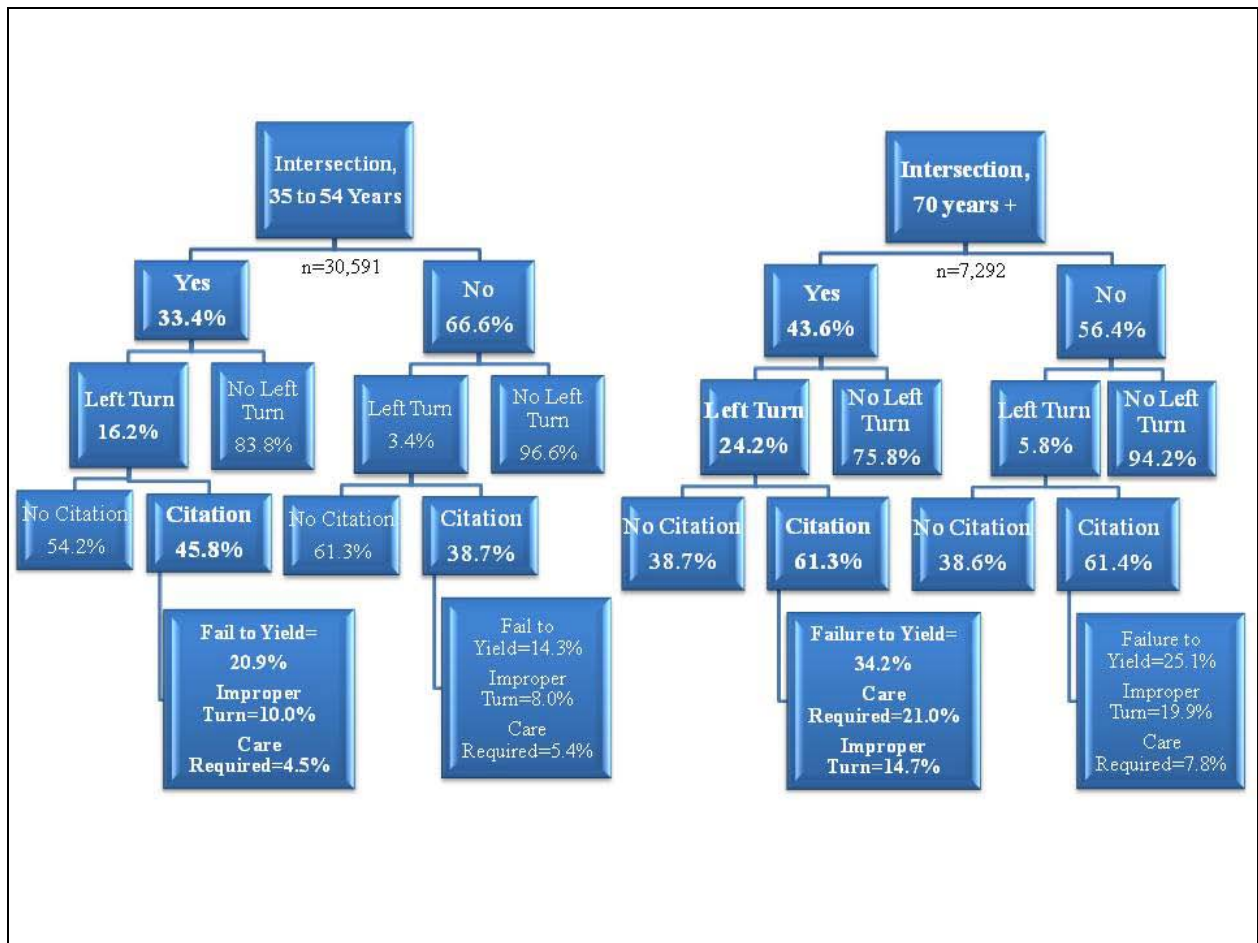 Intersection,
35 to 54 Years
n=30,591
Yes
33.4%
No
66.6%
Left Turn
16.2%
No Left
Turn
83.8%
Left Turn
3.4%
No Left
Turn
96.6%
No Citation
54.2%
Citation
45.8%
No Citation
61.3%
Citation
38.7%
Fail to Yield=
20.9%
Improper
Turn=10.0%
Care
Required=4.5%
Fail to
Yield=14.3%
Improper
Turn=8.0%
Care
Required=5.4%
Intersection,
70 years +
n=7,292
Yes
43.6%
No
56.4%
Left Turn
24.2%
No Left
Turn
75.8%
Left Turn
5.8%
No Left
Turn
94.2%
No Citation
38.7%
Citation
61.3%
No Citation
38.6%
Citation
61.4%
Failure to Yield=
34.2%
Care
Required=21.0%
Improper
Turn=14.7%
Failure to
Yield=25.1%
Improper
Turn=19.9%
Care
Required=7.8%